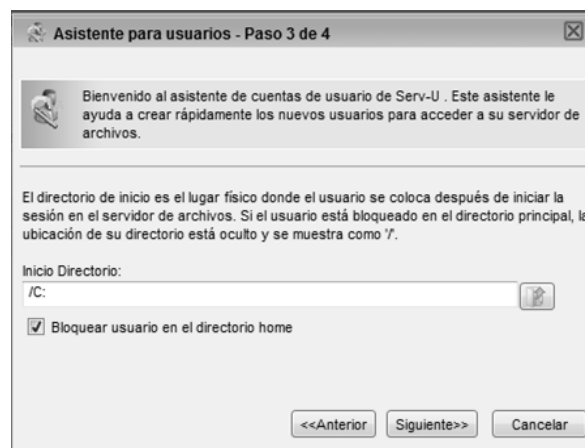 Asistente para usuarios - Paso 3 de 4
Bienvenido al asistente de cuentas de usuario de Serv-U . Este asistente le
ayuda a crear rápidamente los nuevos usuarios para acceder a su servidor de
archivos.
El directorio de inicio es el lugar físico donde el usuario se coloca después de iniciar la
sesión en el servidor de archivos. Si el usuario está bloqueado en el directorio principal, la
ubicación de su directorio está oculto y se muestra como '/'.
Inicio Directorio:
/C:
Bloquear usuario en el directorio home
<<Anterior Siguiente>> Cancelar